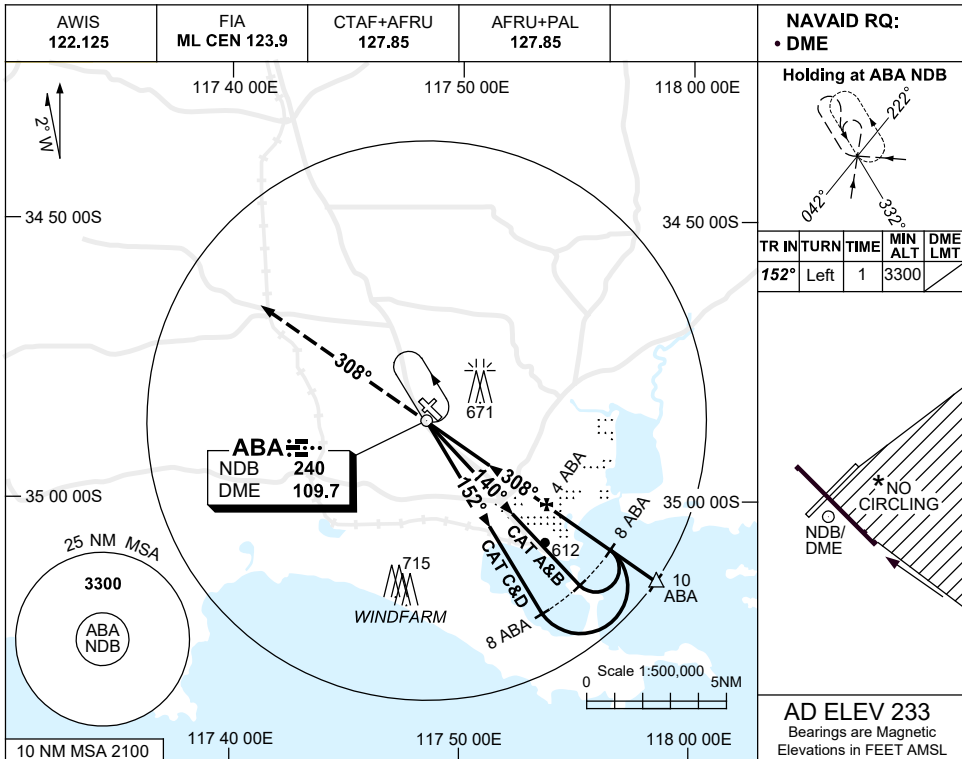 AWIS
122.125
FIA
ML CEN 123.9
CTAF+AFRU
127.85
AFRU+PAL
127.85
NAVAID RQ:
• DME
117 40 00E
117 50 00E
118 00 00E
2° W
34 50 00S
34 50 00S
Holding at ABA NDB
222°
042°
332°
TR IN
TURN
TIME
MIN ALT
DME LMT
152°
Left
1
3300
308°
671
ABA
NDB 240
DME 109.7
308°
140°
152°
4 ABA
CAT A&B
CAT C&D
8 ABA
612
10 ABA
8 ABA
35 00 00S
35 00 00S
715
WINDFARM
25 NM MSA
3300
ABA
NDB
Scale 1:500,000
0
5NM
*NO
CIRCLING
NDB/
DME
10 NM MSA 2100
117 40 00E
117 50 00E
118 00 00E
AD ELEV 233
Bearings are Magnetic
Elevations in FEET AMSL